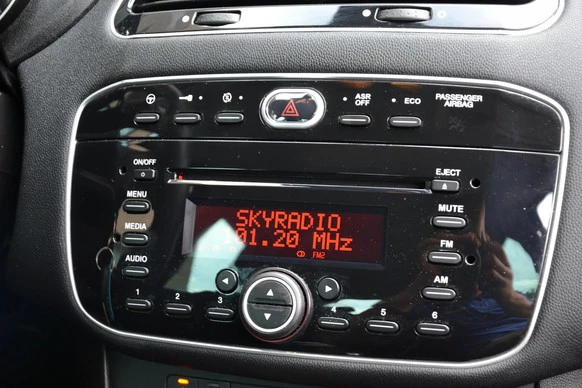 ASR
OFF
ECO
PASSENGER
AIRBAG
ON/OFF
EJECT
MENU
MUTE
SKYRADIO
01.20 MHz
FM2
MEDIA
FM
AUDIO
AM
1
2
3
4
5
6